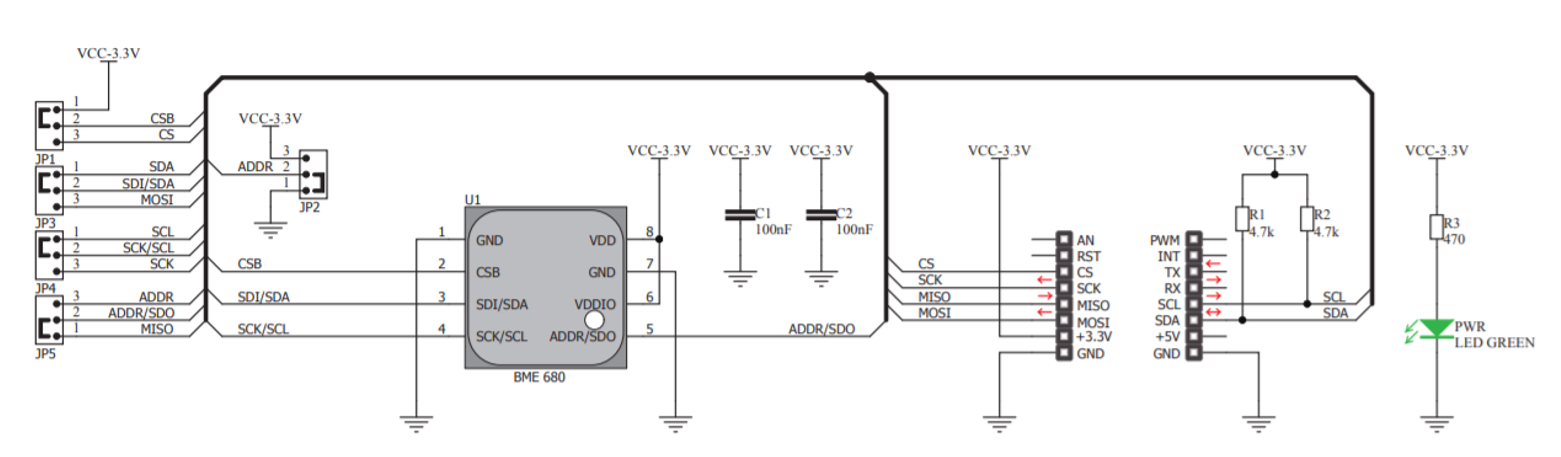 VCC-3.3V
1
2 CSB
3 CS
JP1
1 SDA
2 SDI/SDA
3 MOSI
JP3
1 SCL
2 SCK/SCL
3 SCK
JP4
3 ADDR
2 ADDR/SDO
1 MISO
JP5
VCC-3.3V
3
ADDR 2
1
JP2
CSB
SDI/SDA
SCK/SCL
U1
1 GND
2 CSB
3 SDI/SDA
4 SCK/SCL
VDD 8
GND 7
VDDIO 6
ADDR/SDO 5
BME 680
VCC-3.3V
VCC-3.3V
C1
100nF
VCC-3.3V
C2
100nF
ADDR/SDO
CS
SCK
MISO
MOSI
VCC-3.3V
AN
RST
CS
SCK
MISO
MOSI
+3.3V
GND
PWM
INT
TX
RX
SCL
SDA
+5V
GND
VCC-3.3V
R1
4.7k
R2
4.7k
SCL
SDA
VCC-3.3V
R3
470
PWR
LED GREEN